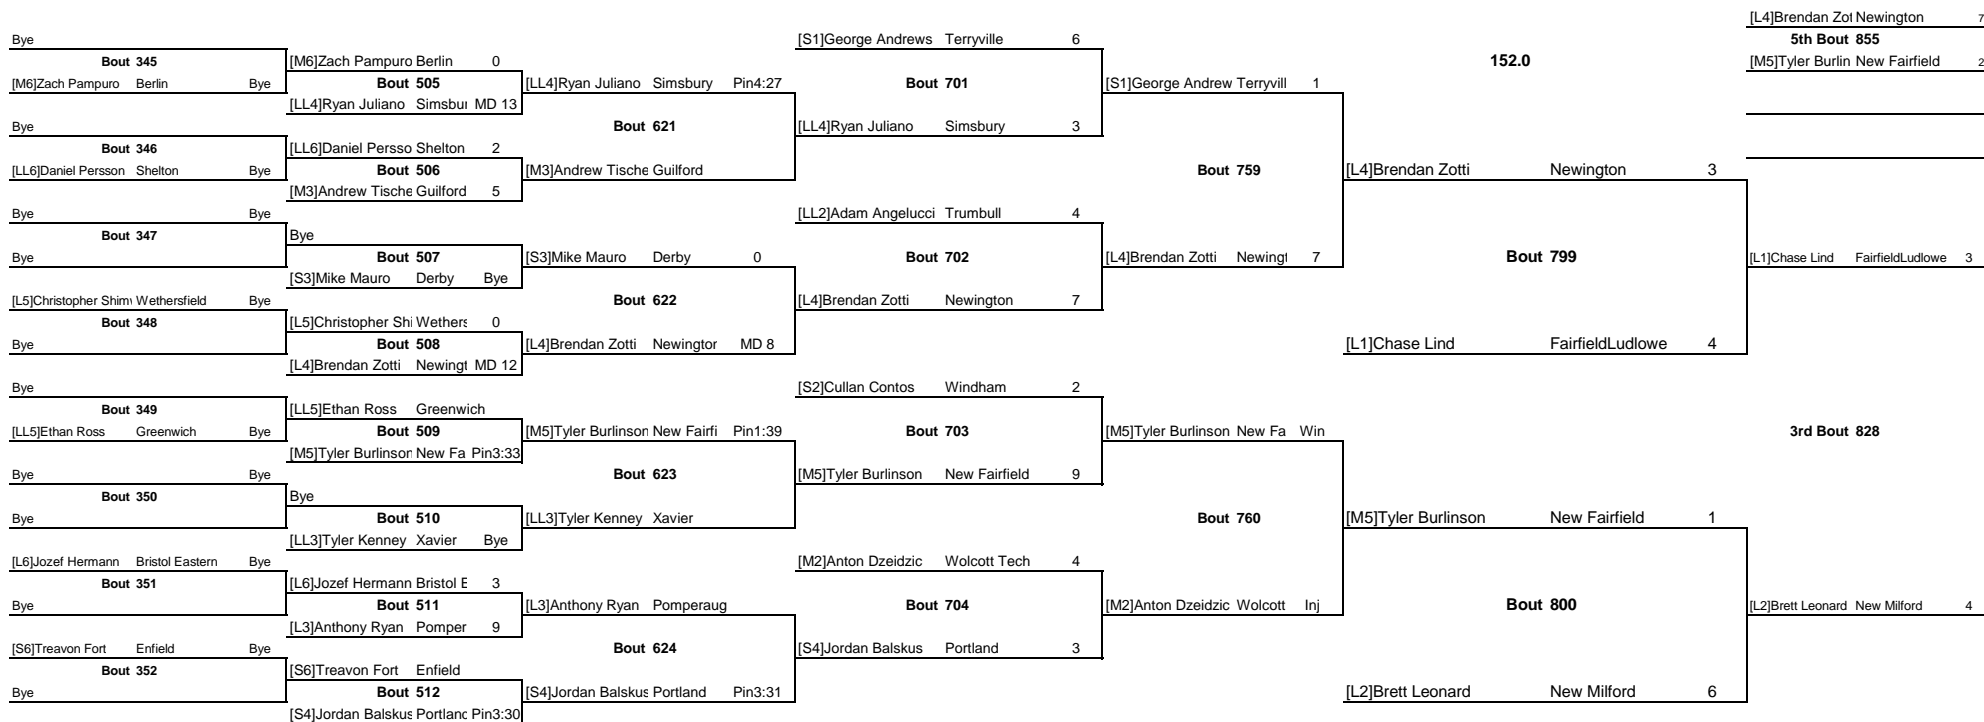 [L4]Brendan Zot Newington 7
Bye [S1]George Andrews Terryville 6 5th Bout 855
Bout 345 [M6]Zach Pampuro Berlin 0 152.0 [M5]Tyler Burlin New Fairfield 2
[M6]Zach Pampuro Berlin Bye Bout 505 [LL4]Ryan Juliano Simsbury Pin4:27 Bout 701 [S1]George Andrew Terryvill 1
[LL4]Ryan Juliano Simsbu MD 13
Bye Bout 621 [LL4]Ryan Juliano Simsbury 3
Bout 346 [LL6]Daniel Persso Shelton 2
[LL6]Daniel Persson Shelton Bye Bout 506 [M3]Andrew Tische Guilford Bout 759 [L4]Brendan Zotti Newington 3
[M3]Andrew Tische Guilford 5
Bye Bye [LL2]Adam Angelucci Trumbull 4
Bout 347 Bye
Bye Bout 507 [S3]Mike Mauro Derby 0 Bout 702 [L4]Brendan Zotti Newingt 7 Bout 799 [L1]Chase Lind FairfieldLudlowe 3
[S3]Mike Mauro Derby Bye
[L5]Christopher Shim Wethersfield Bye Bout 622 [L4]Brendan Zotti Newington 7
Bout 348 [L5]Christopher Shi Wethers 0
Bye Bout 508 [L4]Brendan Zotti Newingtor MD 8 [L1]Chase Lind FairfieldLudlowe 4
[L4]Brendan Zotti Newingt MD 12
Bye [S2]Cullan Contos Windham 2
Bout 349 [LL5]Ethan Ross Greenwich
[LL5]Ethan Ross Greenwich Bye Bout 509 [M5]Tyler Burlinson New Fairfi Pin1:39 Bout 703 [M5]Tyler Burlinson New Fa Win 3rd Bout 828
[M5]Tyler Burlinson New Fa Pin3:33
Bye Bye Bout 623 [M5]Tyler Burlinson New Fairfield 9
Bout 350 Bye
Bye Bout 510 [LL3]Tyler Kenney Xavier Bout 760 [M5]Tyler Burlinson New Fairfield 1
[LL3]Tyler Kenney Xavier Bye
[L6]Jozef Hermann Bristol Eastern Bye [M2]Anton Dzeidzic Wolcott Tech 4
Bout 351 [L6]Jozef Hermann Bristol E 3
Bye Bout 511 [L3]Anthony Ryan Pomperaug Bout 704 [M2]Anton Dzeidzic Wolcott Inj Bout 800 [L2]Brett Leonard New Milford 4
[L3]Anthony Ryan Pomper 9
[S6]Treavon Fort Enfield Bye Bout 624 [S4]Jordan Balskus Portland 3
Bout 352 [S6]Treavon Fort Enfield
Bye Bout 512 [S4]Jordan Balskus Portland Pin3:31 [L2]Brett Leonard New Milford 6
[S4]Jordan Balskus Portlanc Pin3:30